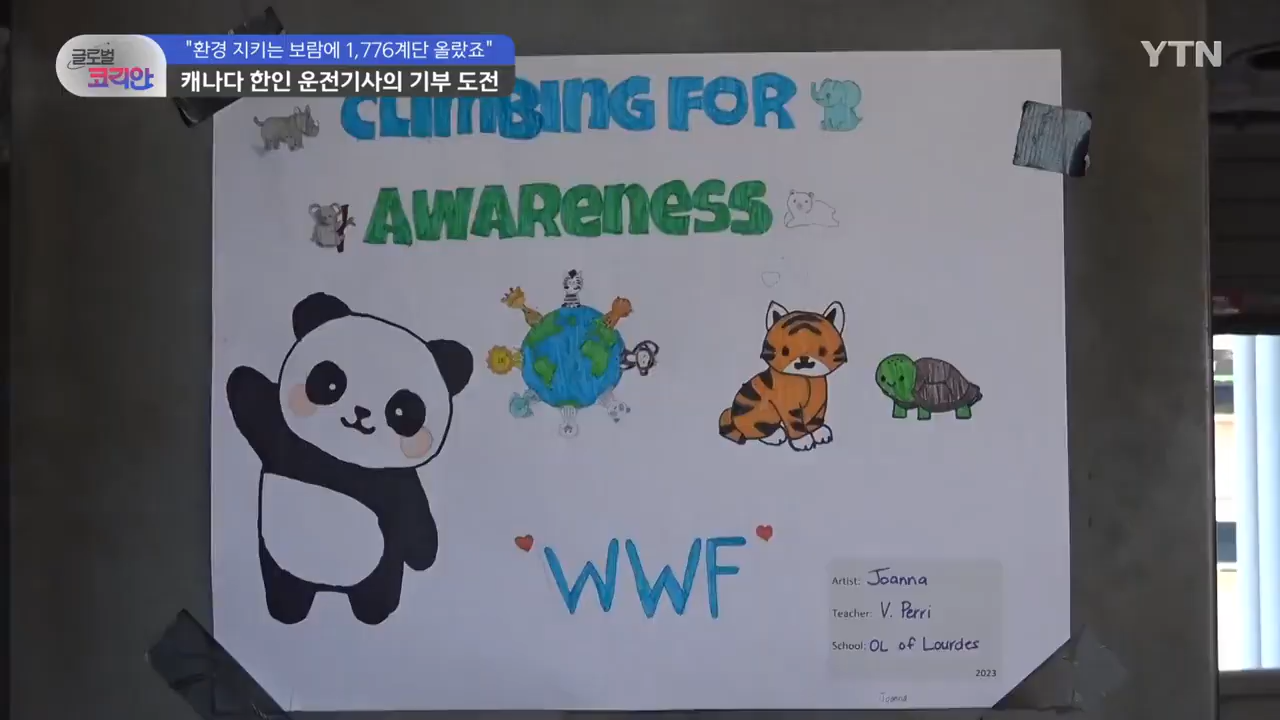 글로벌 코리안
"환경 지키는 보람에 1,776계단 올랐죠"
캐나다 한인 운전기사의 기부 도전
YTN
CLIMBING FOR
AWARENESS
WWF
Artist: Joanna
Teacher: V. Perri
School: OL of Lourdes
2023
Joanna